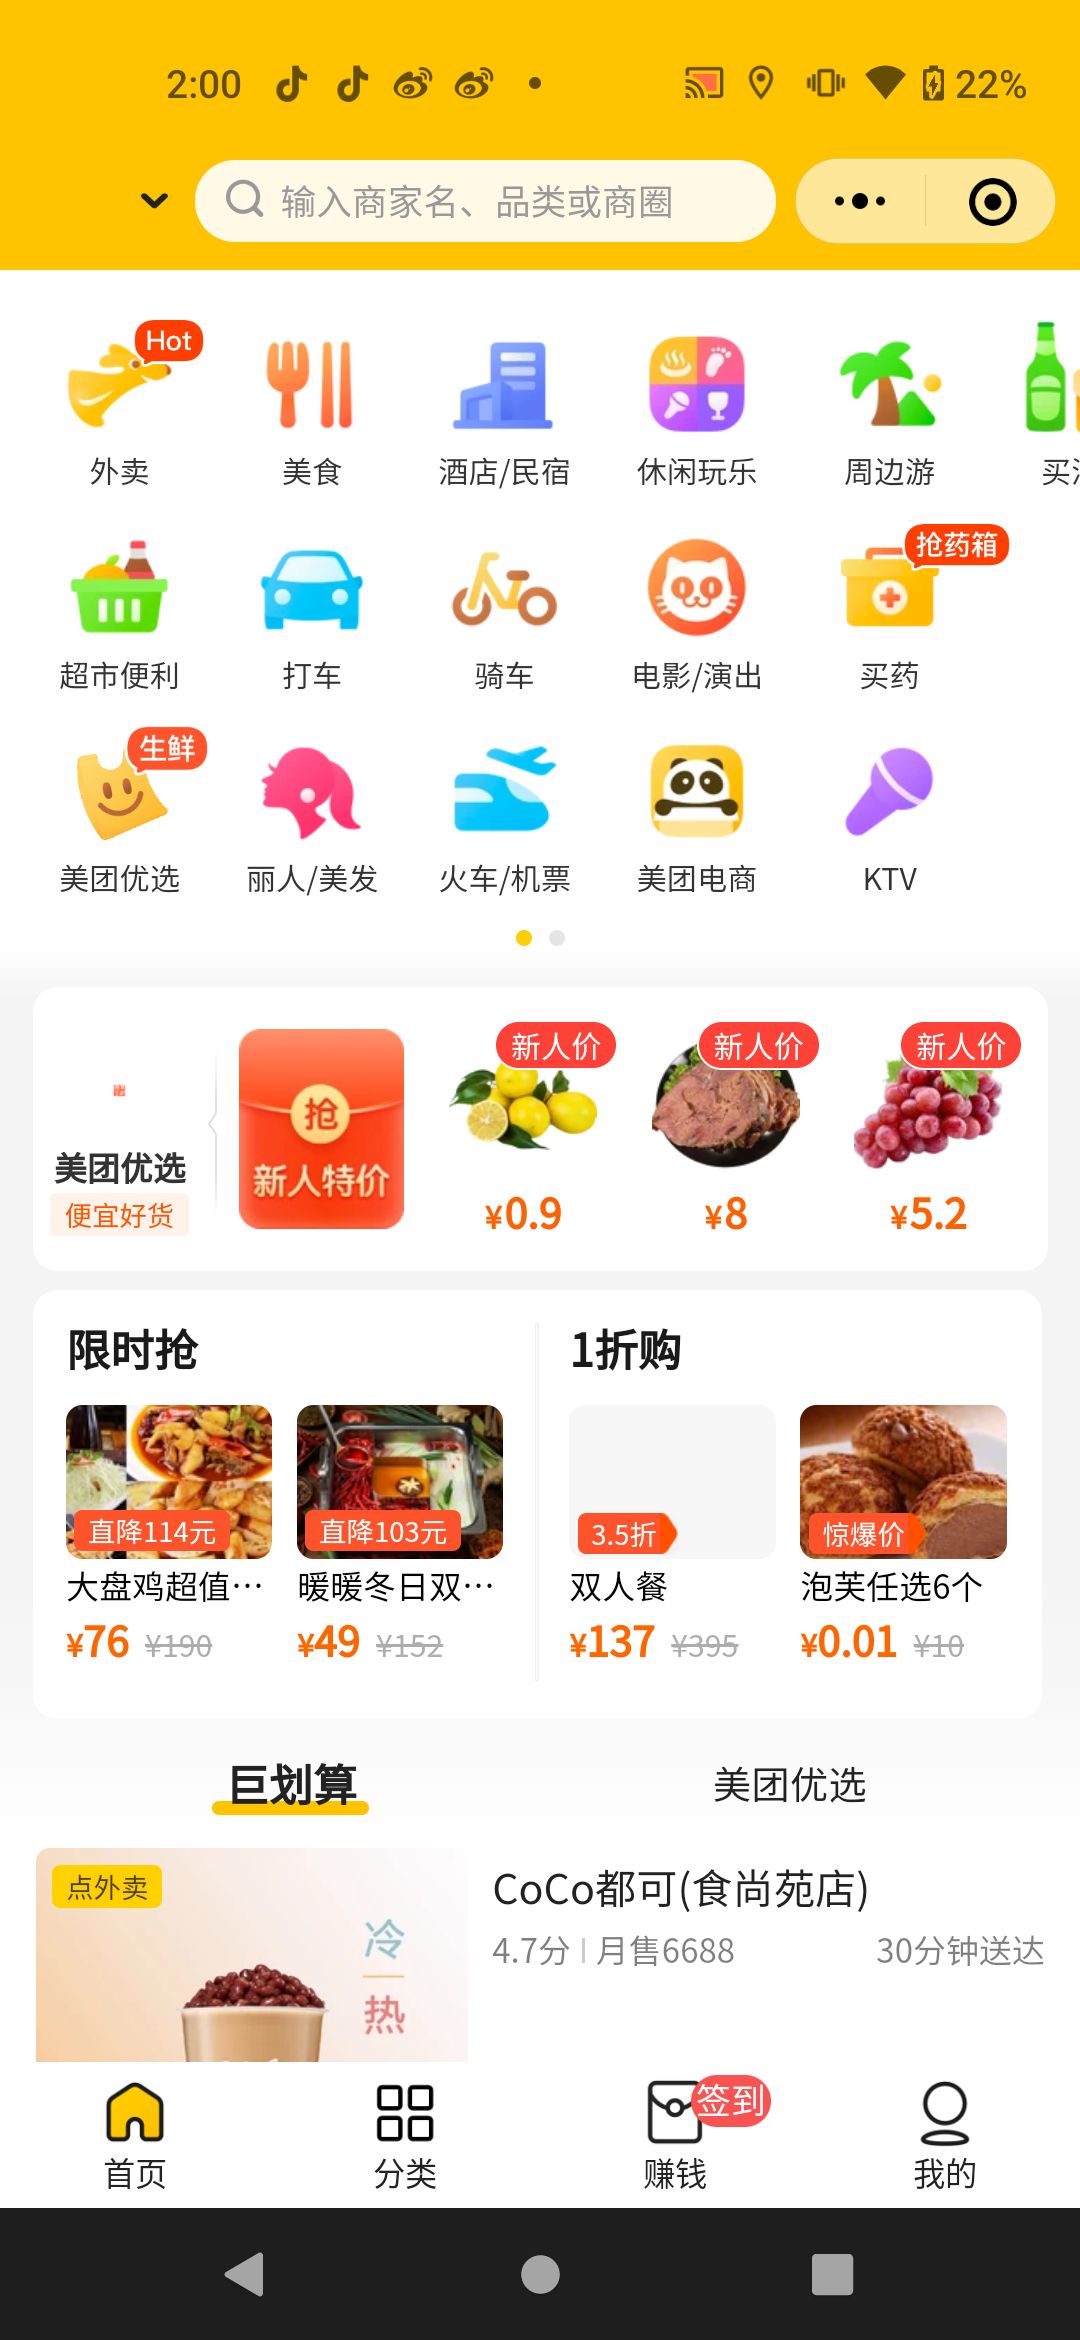 2:00
22%
输入商家名、品类或商圈
Hot
外卖
美食
酒店/民宿
休闲玩乐
周边游
抢药箱
超市便利
打车
骑车
电影/演出
买药
生鲜
美团优选
丽人/美发
火车/机票
美团电商
KTV
新人价
新人价
新人价
抢
美团优选
新人特价
便宜好货
¥0.9
¥8
¥5.2
限时抢
1折购
直降114元
直降103元
3.5折
惊爆价
大盘鸡超值…
暖暖冬日双…
双人餐
泡芙任选6个
¥76 ¥190
¥49 ¥152
¥137 ¥395
¥0.01 ¥10
巨划算
美团优选
点外卖
冷
热
CoCo都可(食尚苑店)
4.7分 月售6688
30分钟送达
签到
首页
分类
赚钱
我的